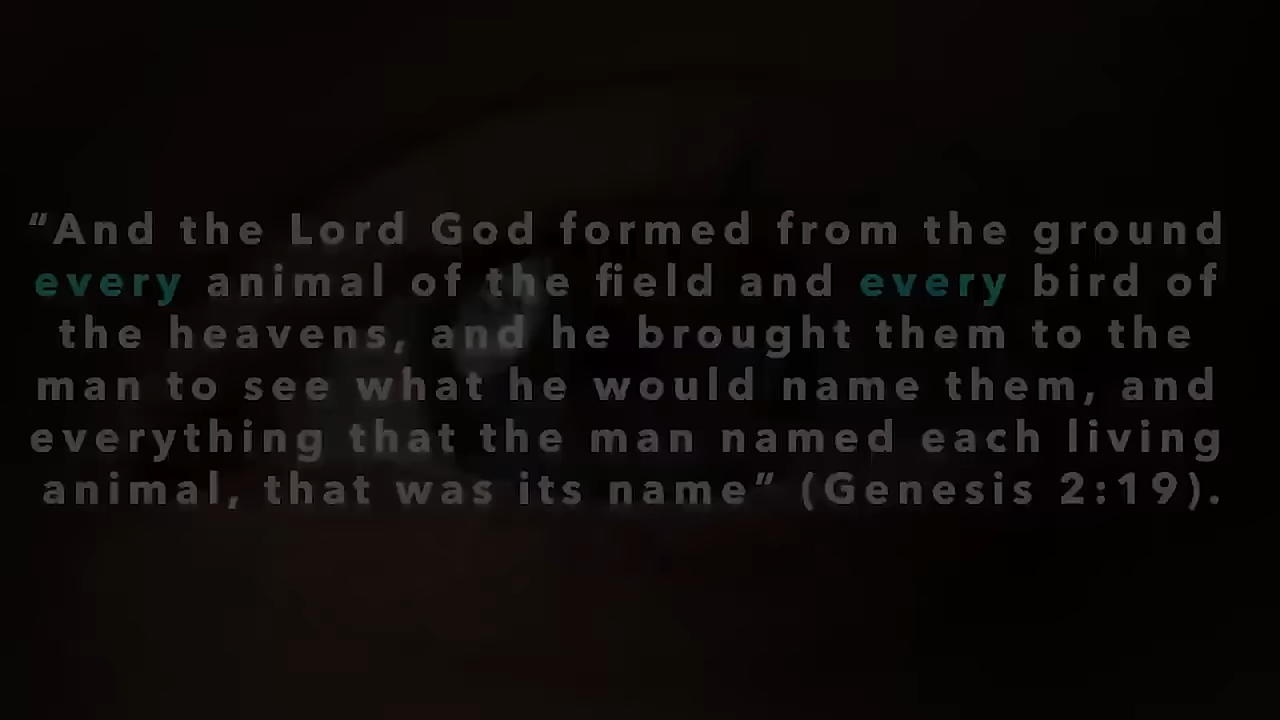 “And the Lord God formed from the ground
every animal of the field and every bird of
the heavens, and he brought them to the
man to see what he would name them, and
everything that the man named each living
animal, that was its name” (Genesis 2:19).